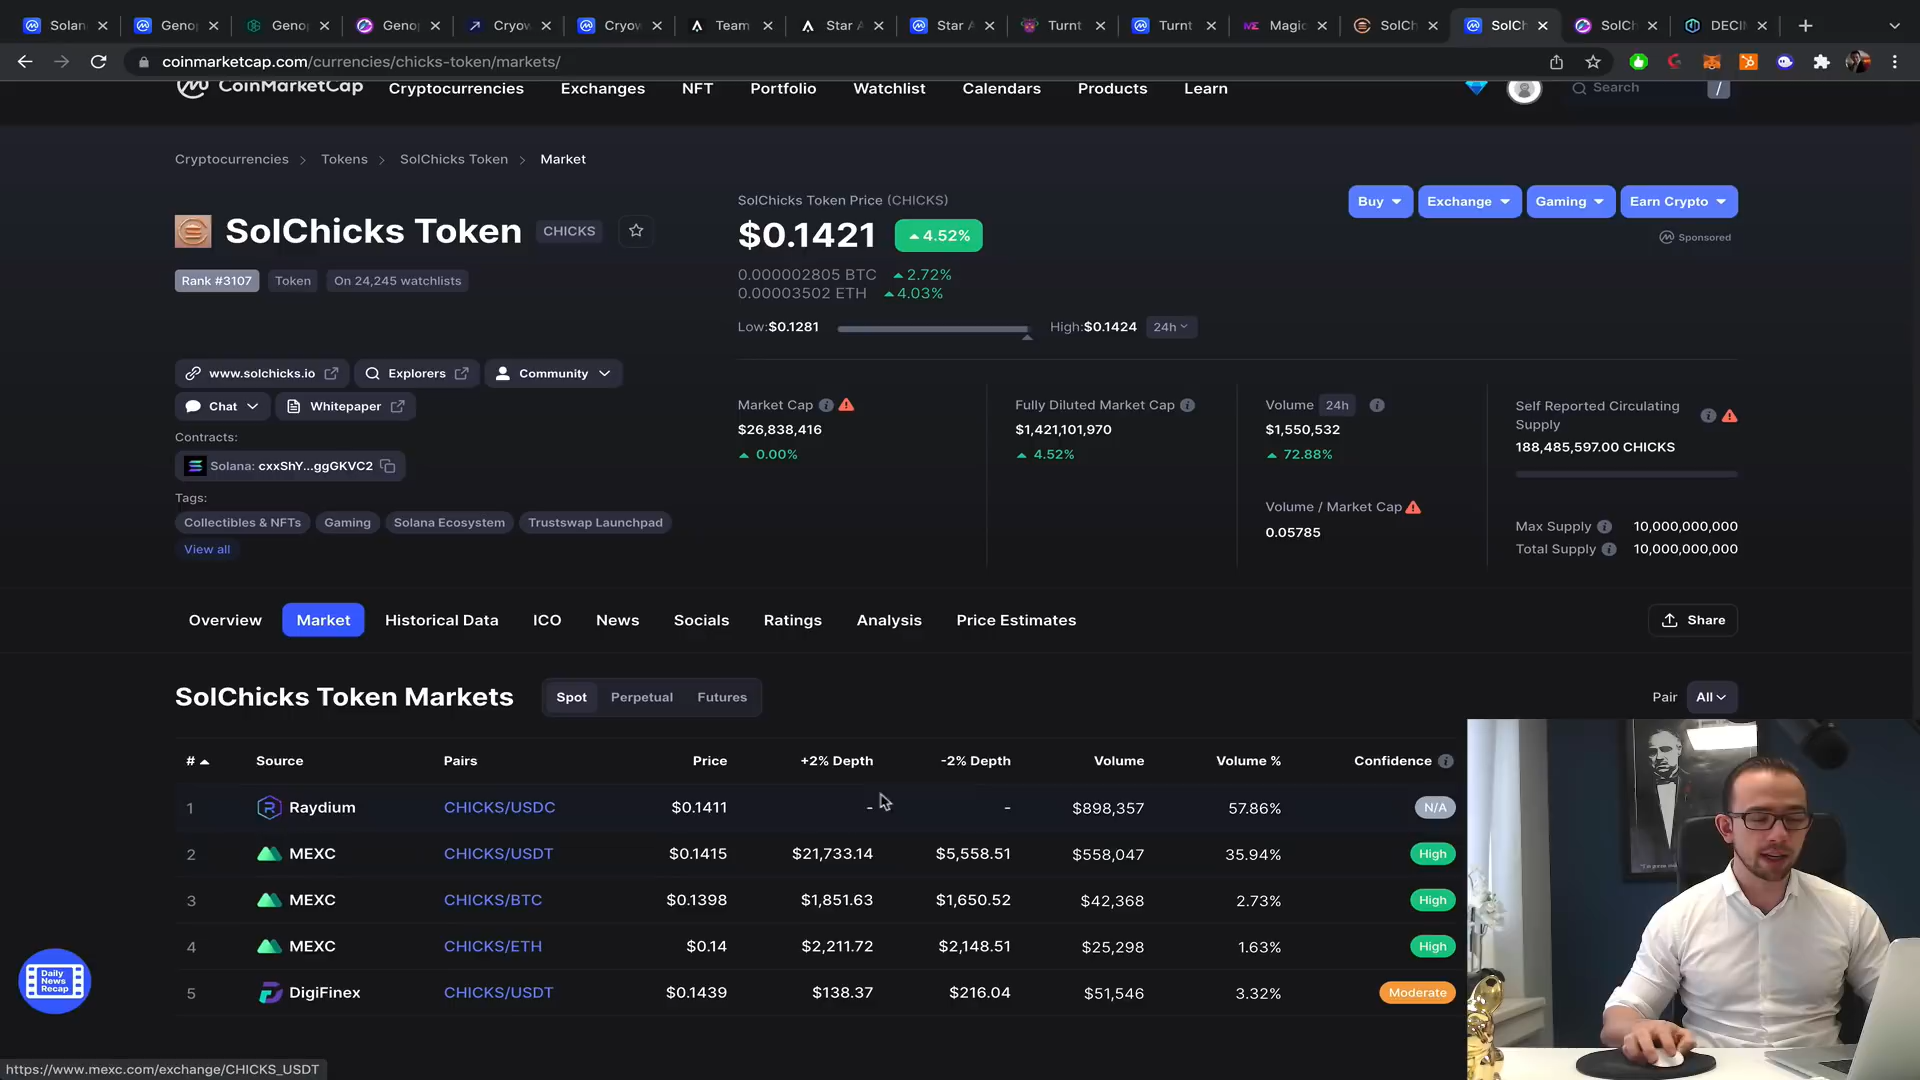 Solan
Genop
Genop
Genop
Cryow
Cryow
Team
Star A
Star A
Turnt
Turnt
Magic
SolCh
SolCh
SolCh
DECI
coinmarketcap.com/currencies/chicks-token/markets/
CoinMarketCap
Cryptocurrencies Exchanges NFT Portfolio Watchlist Calendars Products Learn
Search /
Cryptocurrencies > Tokens > SolChicks Token > Market
SolChicks Token CHICKS
Rank #3107 Token On 24,245 watchlists
SolChicks Token Price (CHICKS)
$0.1421 4.52%
0.000002805 BTC 2.72%
0.00003502 ETH 4.03%
Low:$0.1281 High:$0.1424 24h
Buy Exchange Gaming Earn Crypto
Sponsored
www.solchicks.io Explorers Community
Chat Whitepaper
Contracts:
Solana: cxxShY...ggGKVC2
Tags:
Collectibles & NFTs Gaming Solana Ecosystem Trustswap Launchpad
View all
Market Cap
$26,838,416
0.00%
Fully Diluted Market Cap
$1,421,101,970
4.52%
Volume 24h
$1,550,532
72.88%
Volume / Market Cap
0.05785
Self Reported Circulating
Supply
188,485,597.00 CHICKS
Max Supply 10,000,000,000
Total Supply 10,000,000,000
Overview Market Historical Data ICO News Socials Ratings Analysis Price Estimates Share
SolChicks Token Markets Spot Perpetual Futures Pair All
# Source Pairs Price +2% Depth -2% Depth Volume Volume % Confidence
1 Raydium CHICKS/USDC $0.1411 - - $898,357 57.86% N/A
2 MEXC CHICKS/USDT $0.1415 $21,733.14 $5,558.51 $558,047 35.94% High
3 MEXC CHICKS/BTC $0.1398 $1,851.63 $1,650.52 $42,368 2.73% High
4 MEXC CHICKS/ETH $0.14 $2,211.72 $2,148.51 $25,298 1.63% High
5 DigiFinex CHICKS/USDT $0.1439 $138.37 $216.04 $51,546 3.32% Moderate
Daily
News
Recap
https://www.mexc.com/exchange/CHICKS_USDT